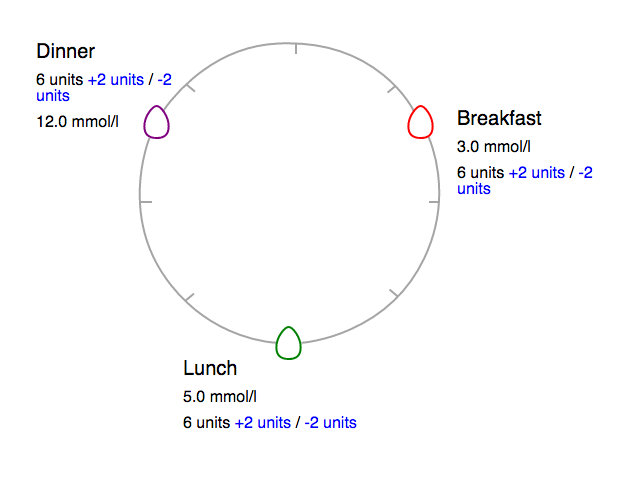 Dinner
6 units +2 units / -2
units
12.0 mmol/l
Breakfast
3.0 mmol/l
6 units +2 units / -2
units
Lunch
5.0 mmol/l
6 units +2 units / -2 units